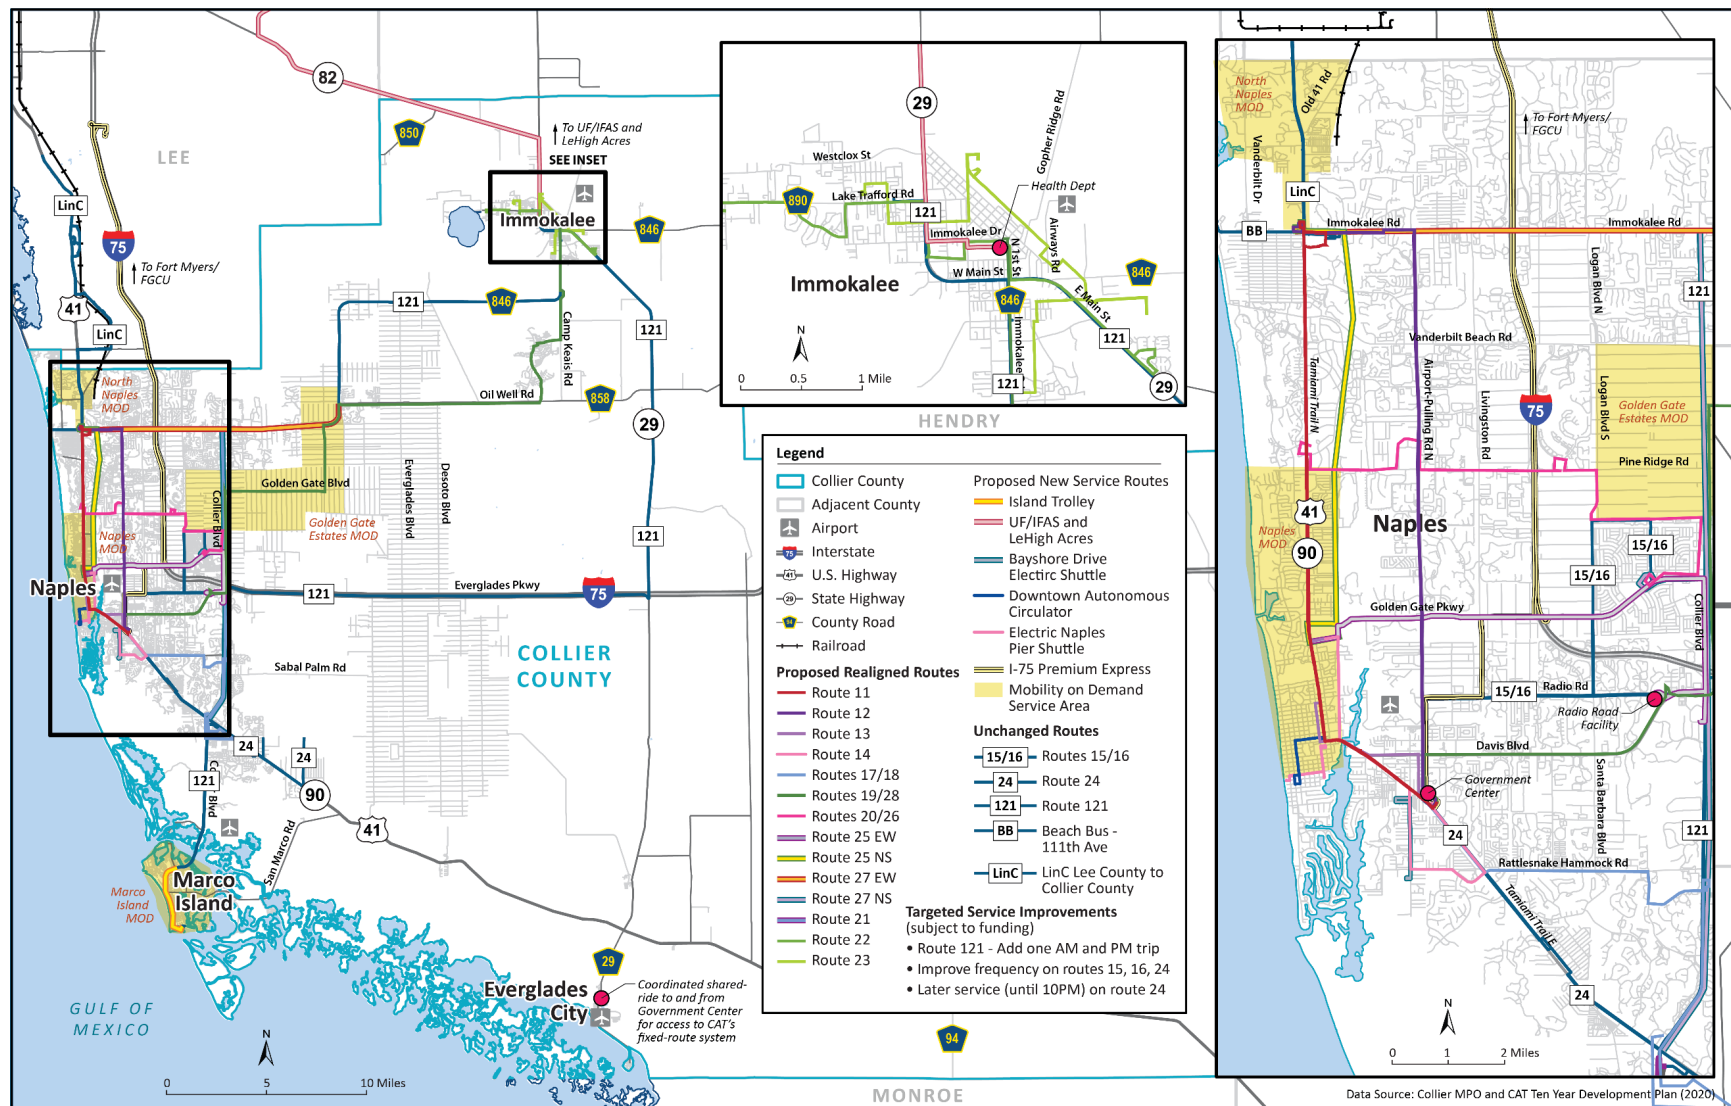 82
850
To UF/IFAS and
LeHigh Acres
SEE INSET
LEE
LinC
75
To Fort Myers/
FGCU
41
LinC
Immokalee
846
121
846
121
Camp Keais Rd
Oil Well Rd
858
29
North
Naples
MOD
Golden Gate Blvd
Collier Blvd
Everglades Blvd
Desoto Blvd
Golden Gate
Estates MOD
Naples
MOD
121
Naples
121
Everglades Pkwy
75
COLLIER
COUNTY
Sabal Palm Rd
24
24
121
Blvd
90
41
San Marco Rd
Marco
Island
Marco
Island
MOD
29
Everglades
City
Coordinated shared-
ride to and from
Government Center
for access to CAT's
fixed-route system
GULF OF
MEXICO
N
0 5 10 Miles
MONROE
94
HENDRY
29
Westclox St
Gopher Ridge Rd
Health Dept
890
Lake Trafford Rd
121
Immokalee Dr
N 1st St
Airways Rd
W Main St
Immokalee
846
846
E Main St
Immokalee
121
121
29
N
0 0.5 1 Mile
Legend
Collier County
Adjacent County
Airport
75 Interstate
41 U.S. Highway
29 State Highway
94 County Road
Railroad
Proposed Realigned Routes
Route 11
Route 12
Route 13
Route 14
Routes 17/18
Routes 19/28
Routes 20/26
Route 25 EW
Route 25 NS
Route 27 EW
Route 27 NS
Route 21
Route 22
Route 23
Proposed New Service Routes
Island Trolley
UF/IFAS and
LeHigh Acres
Bayshore Drive
Electirc Shuttle
Downtown Autonomous
Circulator
Electric Naples
Pier Shuttle
I-75 Premium Express
Mobility on Demand
Service Area
Unchanged Routes
15/16 Routes 15/16
24 Route 24
121 Route 121
BB Beach Bus -
111th Ave
LinC LinC Lee County to
Collier County
Targeted Service Improvements
(subject to funding)
• Route 121 - Add one AM and PM trip
• Improve frequency on routes 15, 16, 24
• Later service (until 10PM) on route 24
North
Naples
MOD
Old 41 Rd
To Fort Myers/
FGCU
Vanderbilt Dr
LinC
BB
Immokalee Rd
Immokalee Rd
Logan Blvd N
121
Vanderbilt Beach Rd
Tamiami Trail N
Airport-Pulling Rd N
Livingston Rd
75
Logan Blvd S
Golden Gate
Estates MOD
Pine Ridge Rd
41
Naples
Naples
MOD
90
15/16
15/16
Golden Gate Pkwy
Collier Blvd
15/16
Radio Rd
Radio Road
Facility
Davis Blvd
Government
Center
Santa Barbara Blvd
24
121
Rattlesnake Hammock Rd
Tamiami Trail E
24
N
0 1 2 Miles
Data Source: Collier MPO and CAT Ten Year Development Plan (2020)